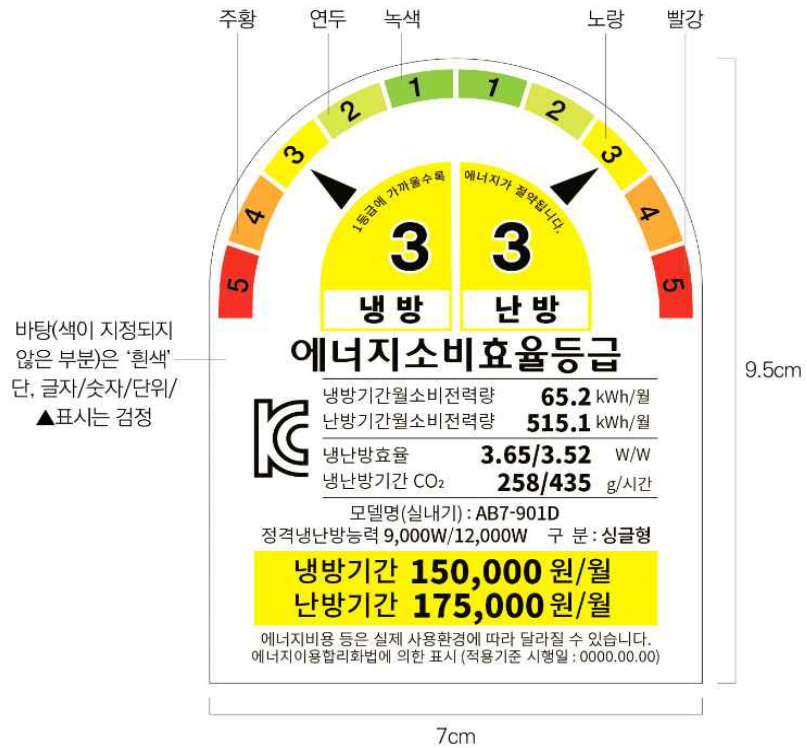 주황 연두 녹색 노랑 빨강
5 4 3 2 1 1 2 3 4 5
1등급에 가까울수록 에너지가 절약됩니다.
3 3
냉방 난방
에너지소비효율등급
바탕(색이 지정되지
않은 부분)은 ‘흰색’
단, 글자/숫자/단위/
▲표시는 검정
9.5cm
냉방기간월소비전력량 65.2 kWh/월
난방기간월소비전력량 515.1 kWh/월
냉난방효율 3.65/3.52 W/W
냉난방기간 CO₂ 258/435 g/시간
모델명(실내기) : AB7-901D
정격냉난방능력 9,000W/12,000W 구 분 : 싱글형
냉방기간 150,000 원/월
난방기간 175,000 원/월
에너지비용 등은 실제 사용환경에 따라 달라질 수 있습니다.
에너지이용합리화법에 의한 표시 (적용기준 시행일 : 0000.00.00)
7cm